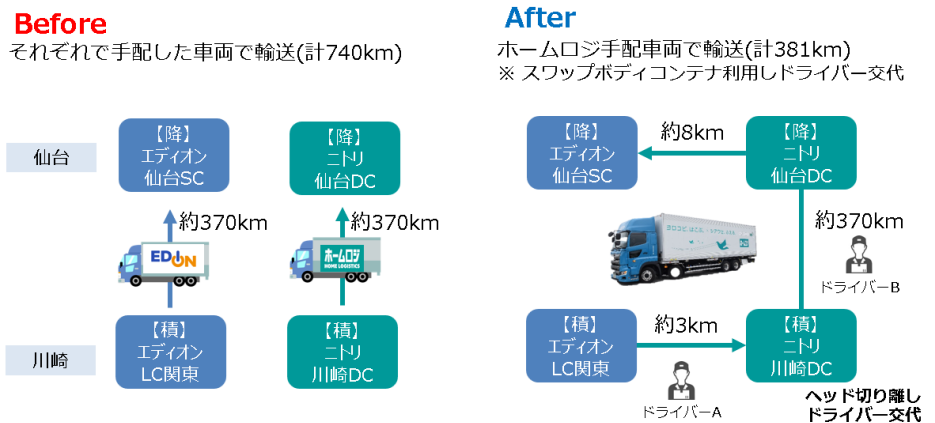 Before
それぞれで手配した車両で輸送(計740km)
仙台
【降】
エディオン
仙台SC
【降】
ニトリ
仙台DC
約370km
約370km
EDION
ホームロジ
HOME LOGISTICS
川崎
【積】
エディオン
LC関東
【積】
ニトリ
川崎DC
After
ホームロジ手配車両で輸送(計381km)
※ スワップボディコンテナ利用しドライバー交代
【降】
エディオン
仙台SC
約8km
【降】
ニトリ
仙台DC
約370km
ドライバーB
【積】
エディオン
LC関東
約3km
ドライバーA
【積】
ニトリ
川崎DC
ヘッド切り離し
ドライバー交代